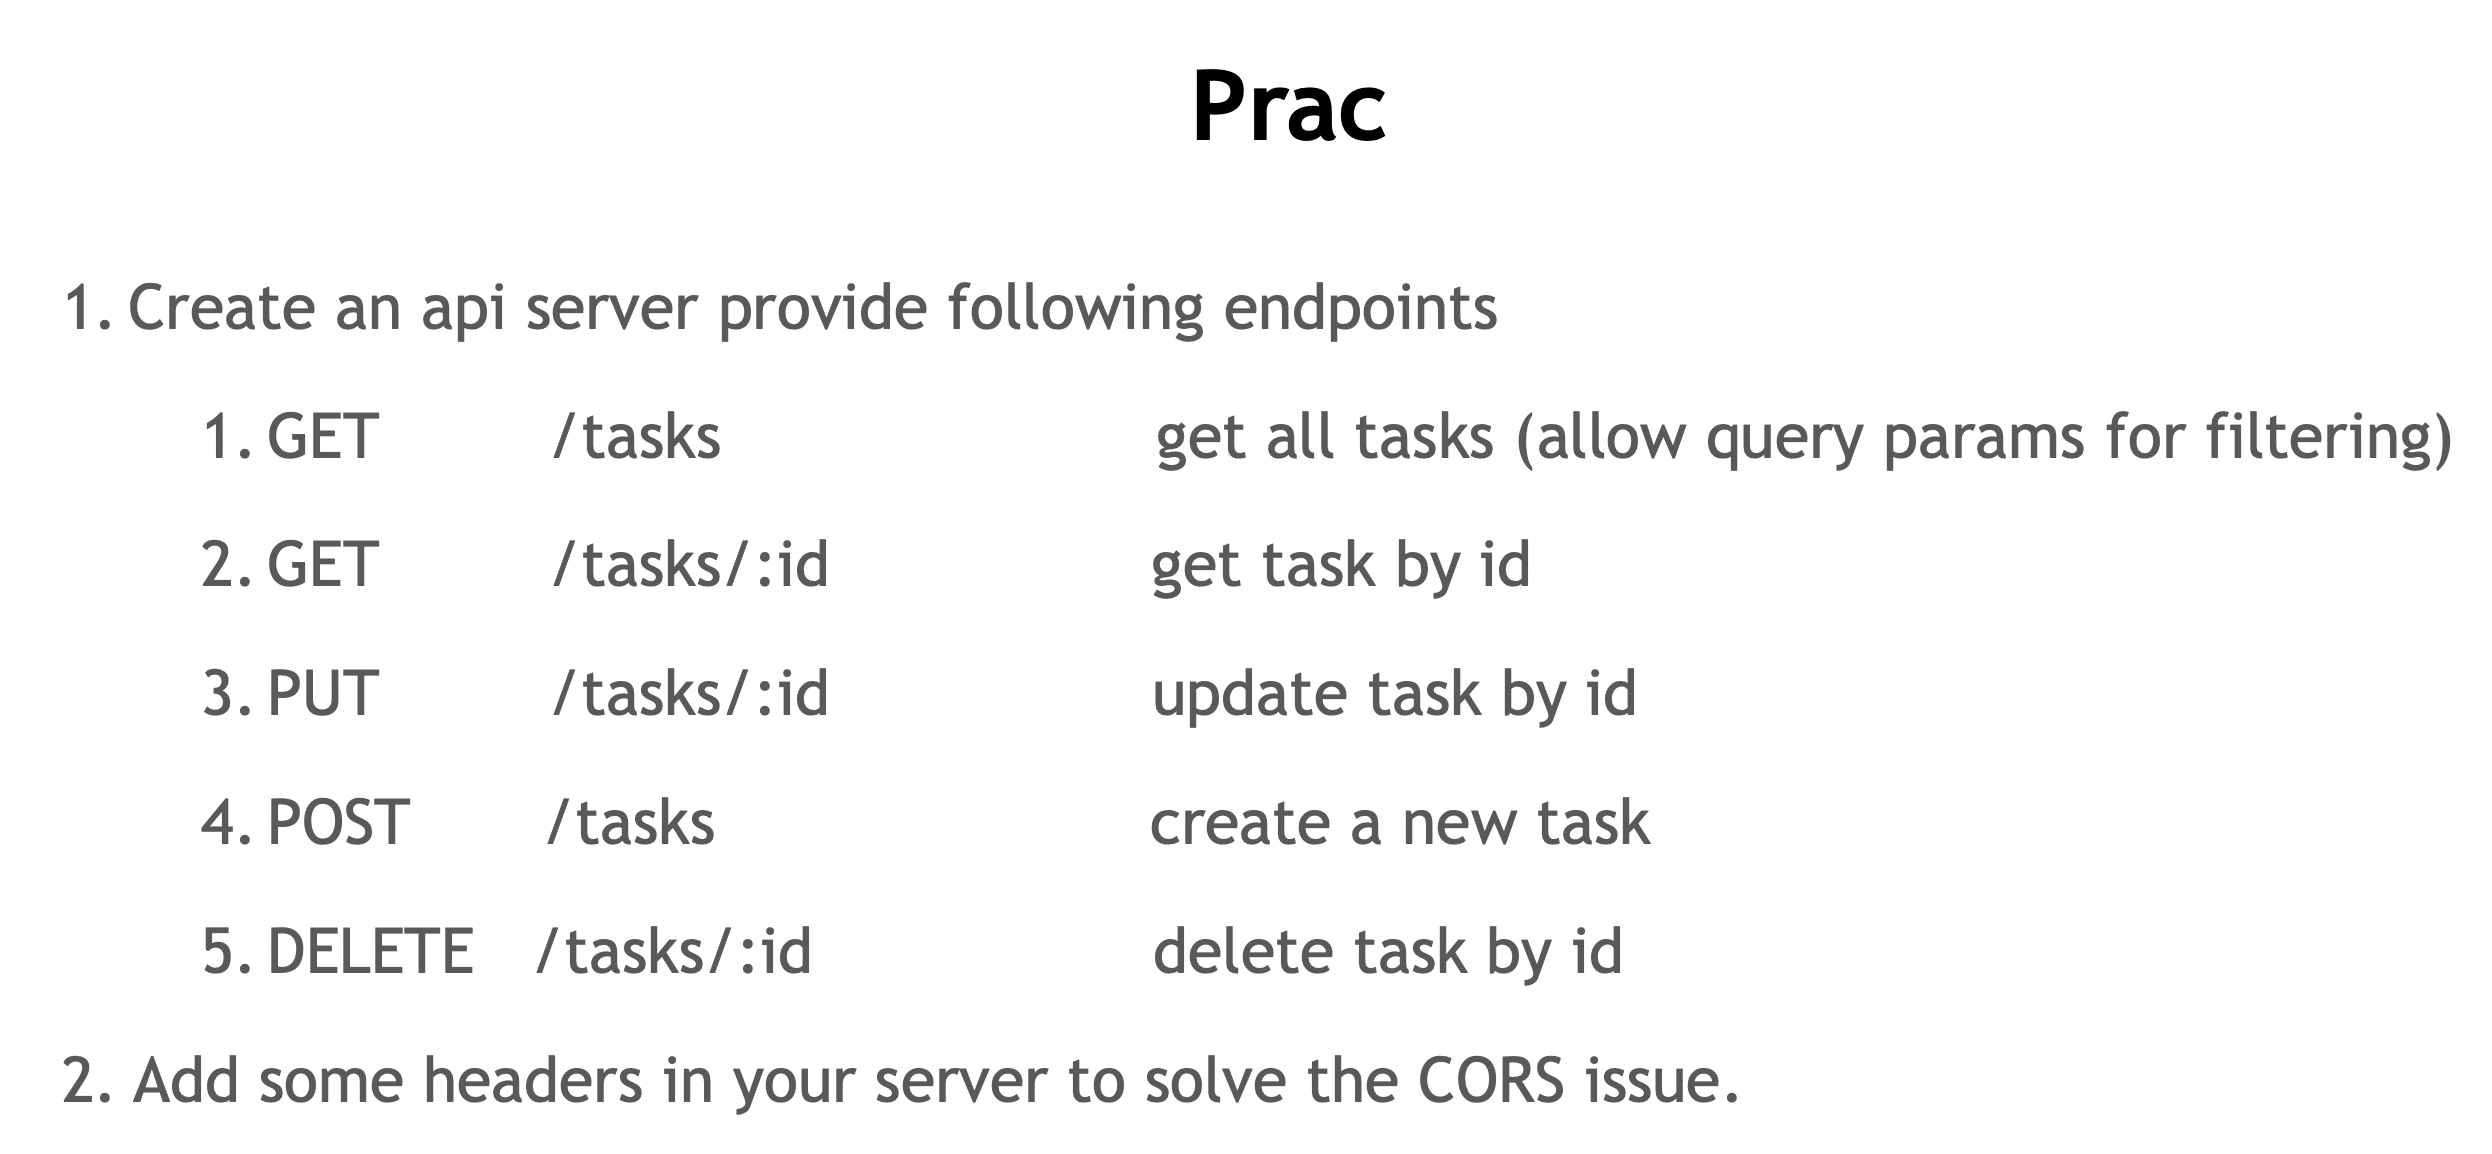 Prac
1. Create an api server provide following endpoints
1. GET /tasks get all tasks (allow query params for filtering)
2. GET /tasks/:id get task by id
3. PUT /tasks/:id update task by id
4. POST /tasks create a new task
5. DELETE /tasks/:id delete task by id
2. Add some headers in your server to solve the CORS issue.